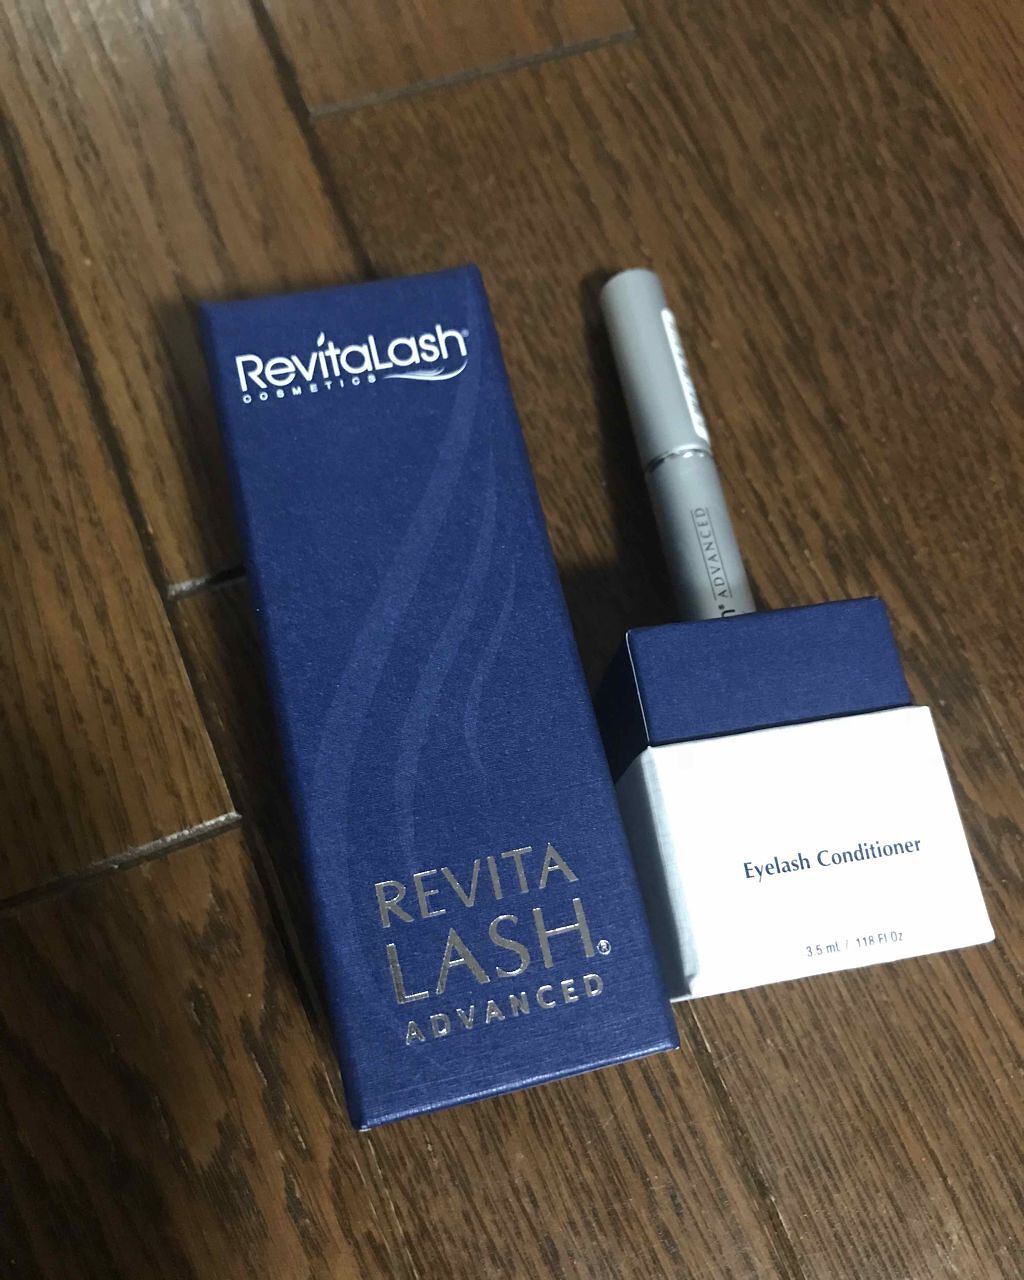 RevitaLash®
COSMETICS
REVITA
LASH®
ADVANCED
ADVANCED
Eyelash Conditioner
3.5 mL / .118 Fl Oz